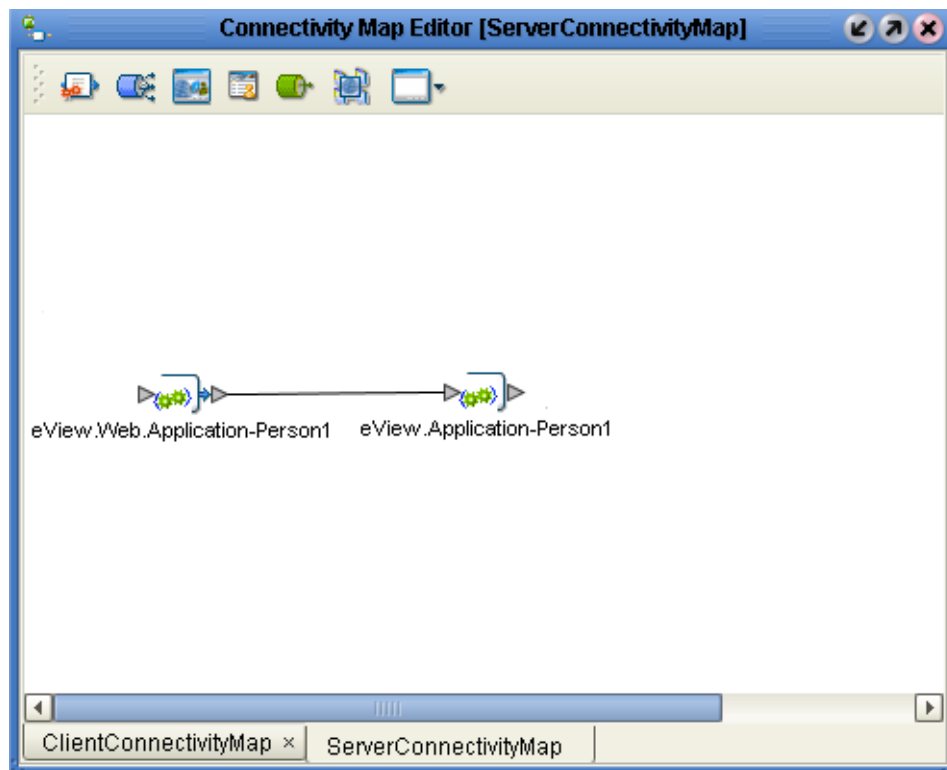 Connectivity Map Editor [ServerConnectivityMap]
eView.Web.Application-Person1
eView.Application-Person1
ClientConnectivityMap ×
ServerConnectivityMap